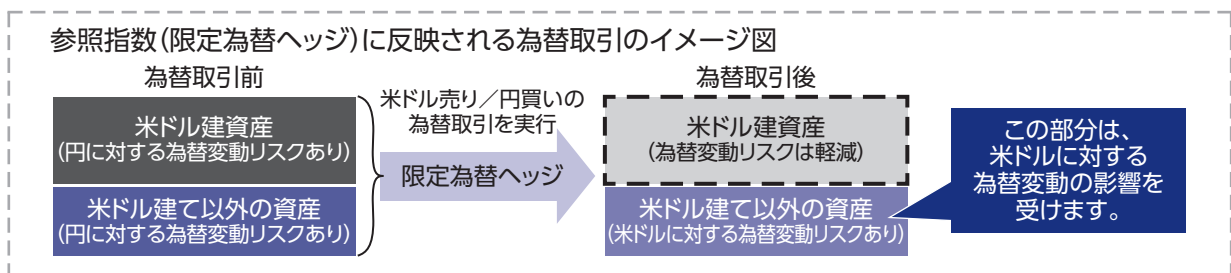 参照指数(限定為替ヘッジ)に反映される為替取引のイメージ図
為替取引前
米ドル建資産
(円に対する為替変動リスクあり)
米ドル建て以外の資産
(円に対する為替変動リスクあり)
米ドル売り／円買いの
為替取引を実行
限定為替ヘッジ
為替取引後
米ドル建資産
(為替変動リスクは軽減)
米ドル建て以外の資産
(米ドルに対する為替変動リスクあり)
この部分は、
米ドルに対する
為替変動の影響を
受けます。